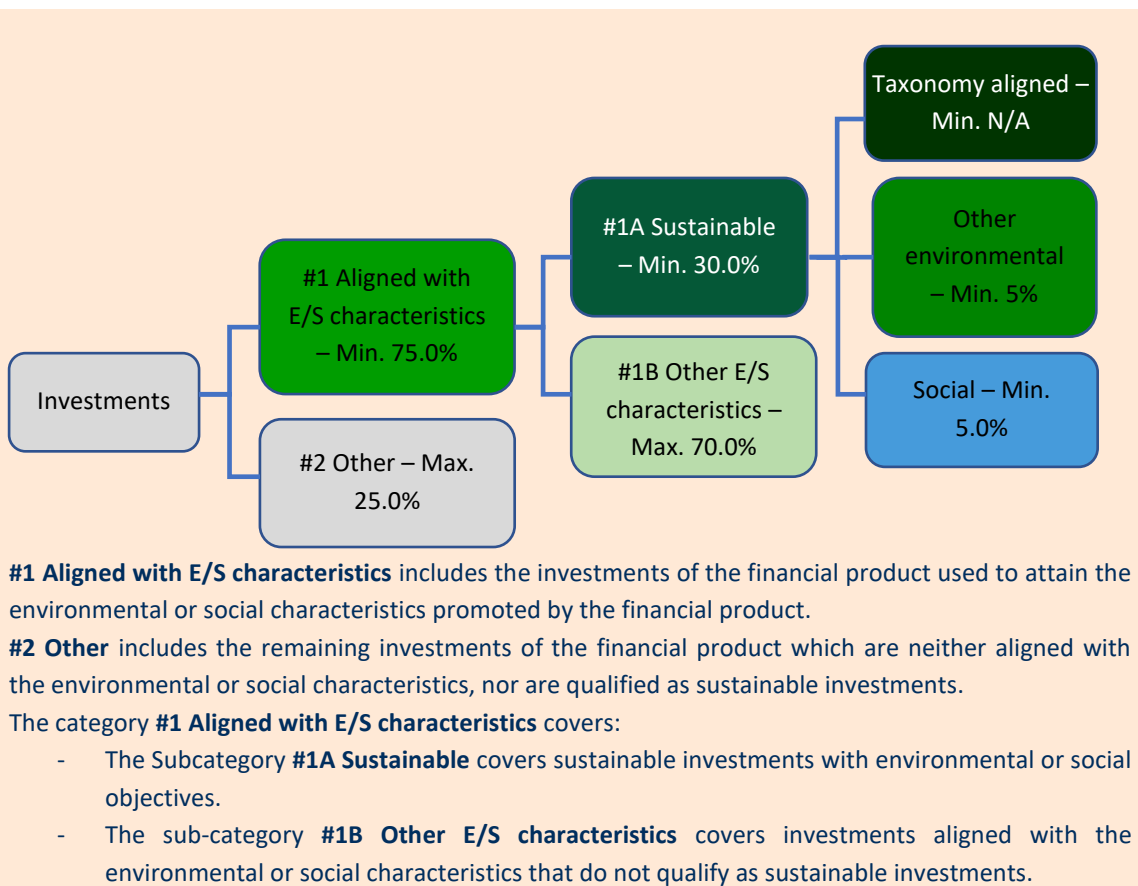 Taxonomy aligned –
Min. N/A
#1A Sustainable
– Min. 30.0%
Other
environmental
– Min. 5%
#1 Aligned with
E/S characteristics
– Min. 75.0%
Investments
#1B Other E/S
characteristics –
Max. 70.0%
Social – Min.
5.0%
#2 Other – Max.
25.0%
#1 Aligned with E/S characteristics includes the investments of the financial product used to attain the
environmental or social characteristics promoted by the financial product.
#2 Other includes the remaining investments of the financial product which are neither aligned with
the environmental or social characteristics, nor are qualified as sustainable investments.
The category #1 Aligned with E/S characteristics covers:
- The Subcategory #1A Sustainable covers sustainable investments with environmental or social
objectives.
- The sub-category #1B Other E/S characteristics covers investments aligned with the
environmental or social characteristics that do not qualify as sustainable investments.